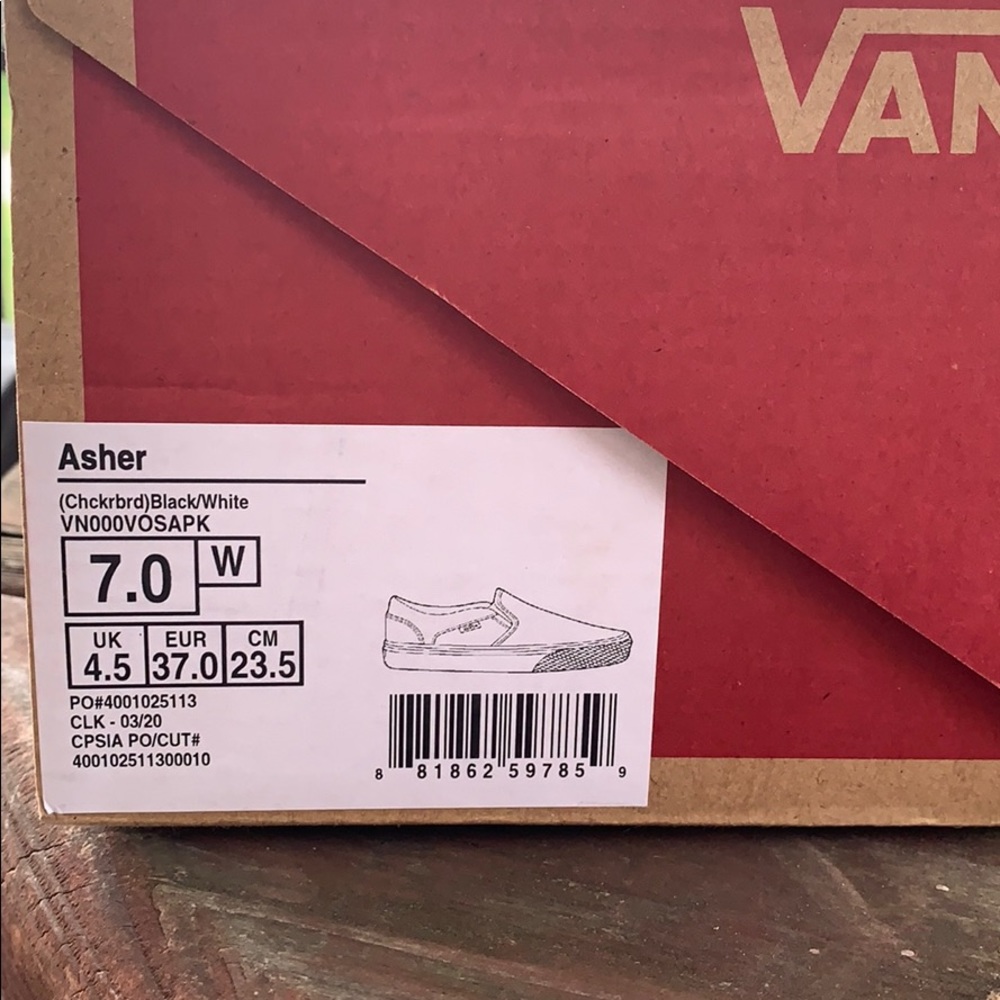 VAN
Asher
(Chckrbrd)Black/White
VN000VOSAPK
7.0 W
UK EUR CM
4.5 37.0 23.5
PO#4001025113
CLK - 03/20
CPSIA PO/CUT#
400102511300010
8 81862 59785 9